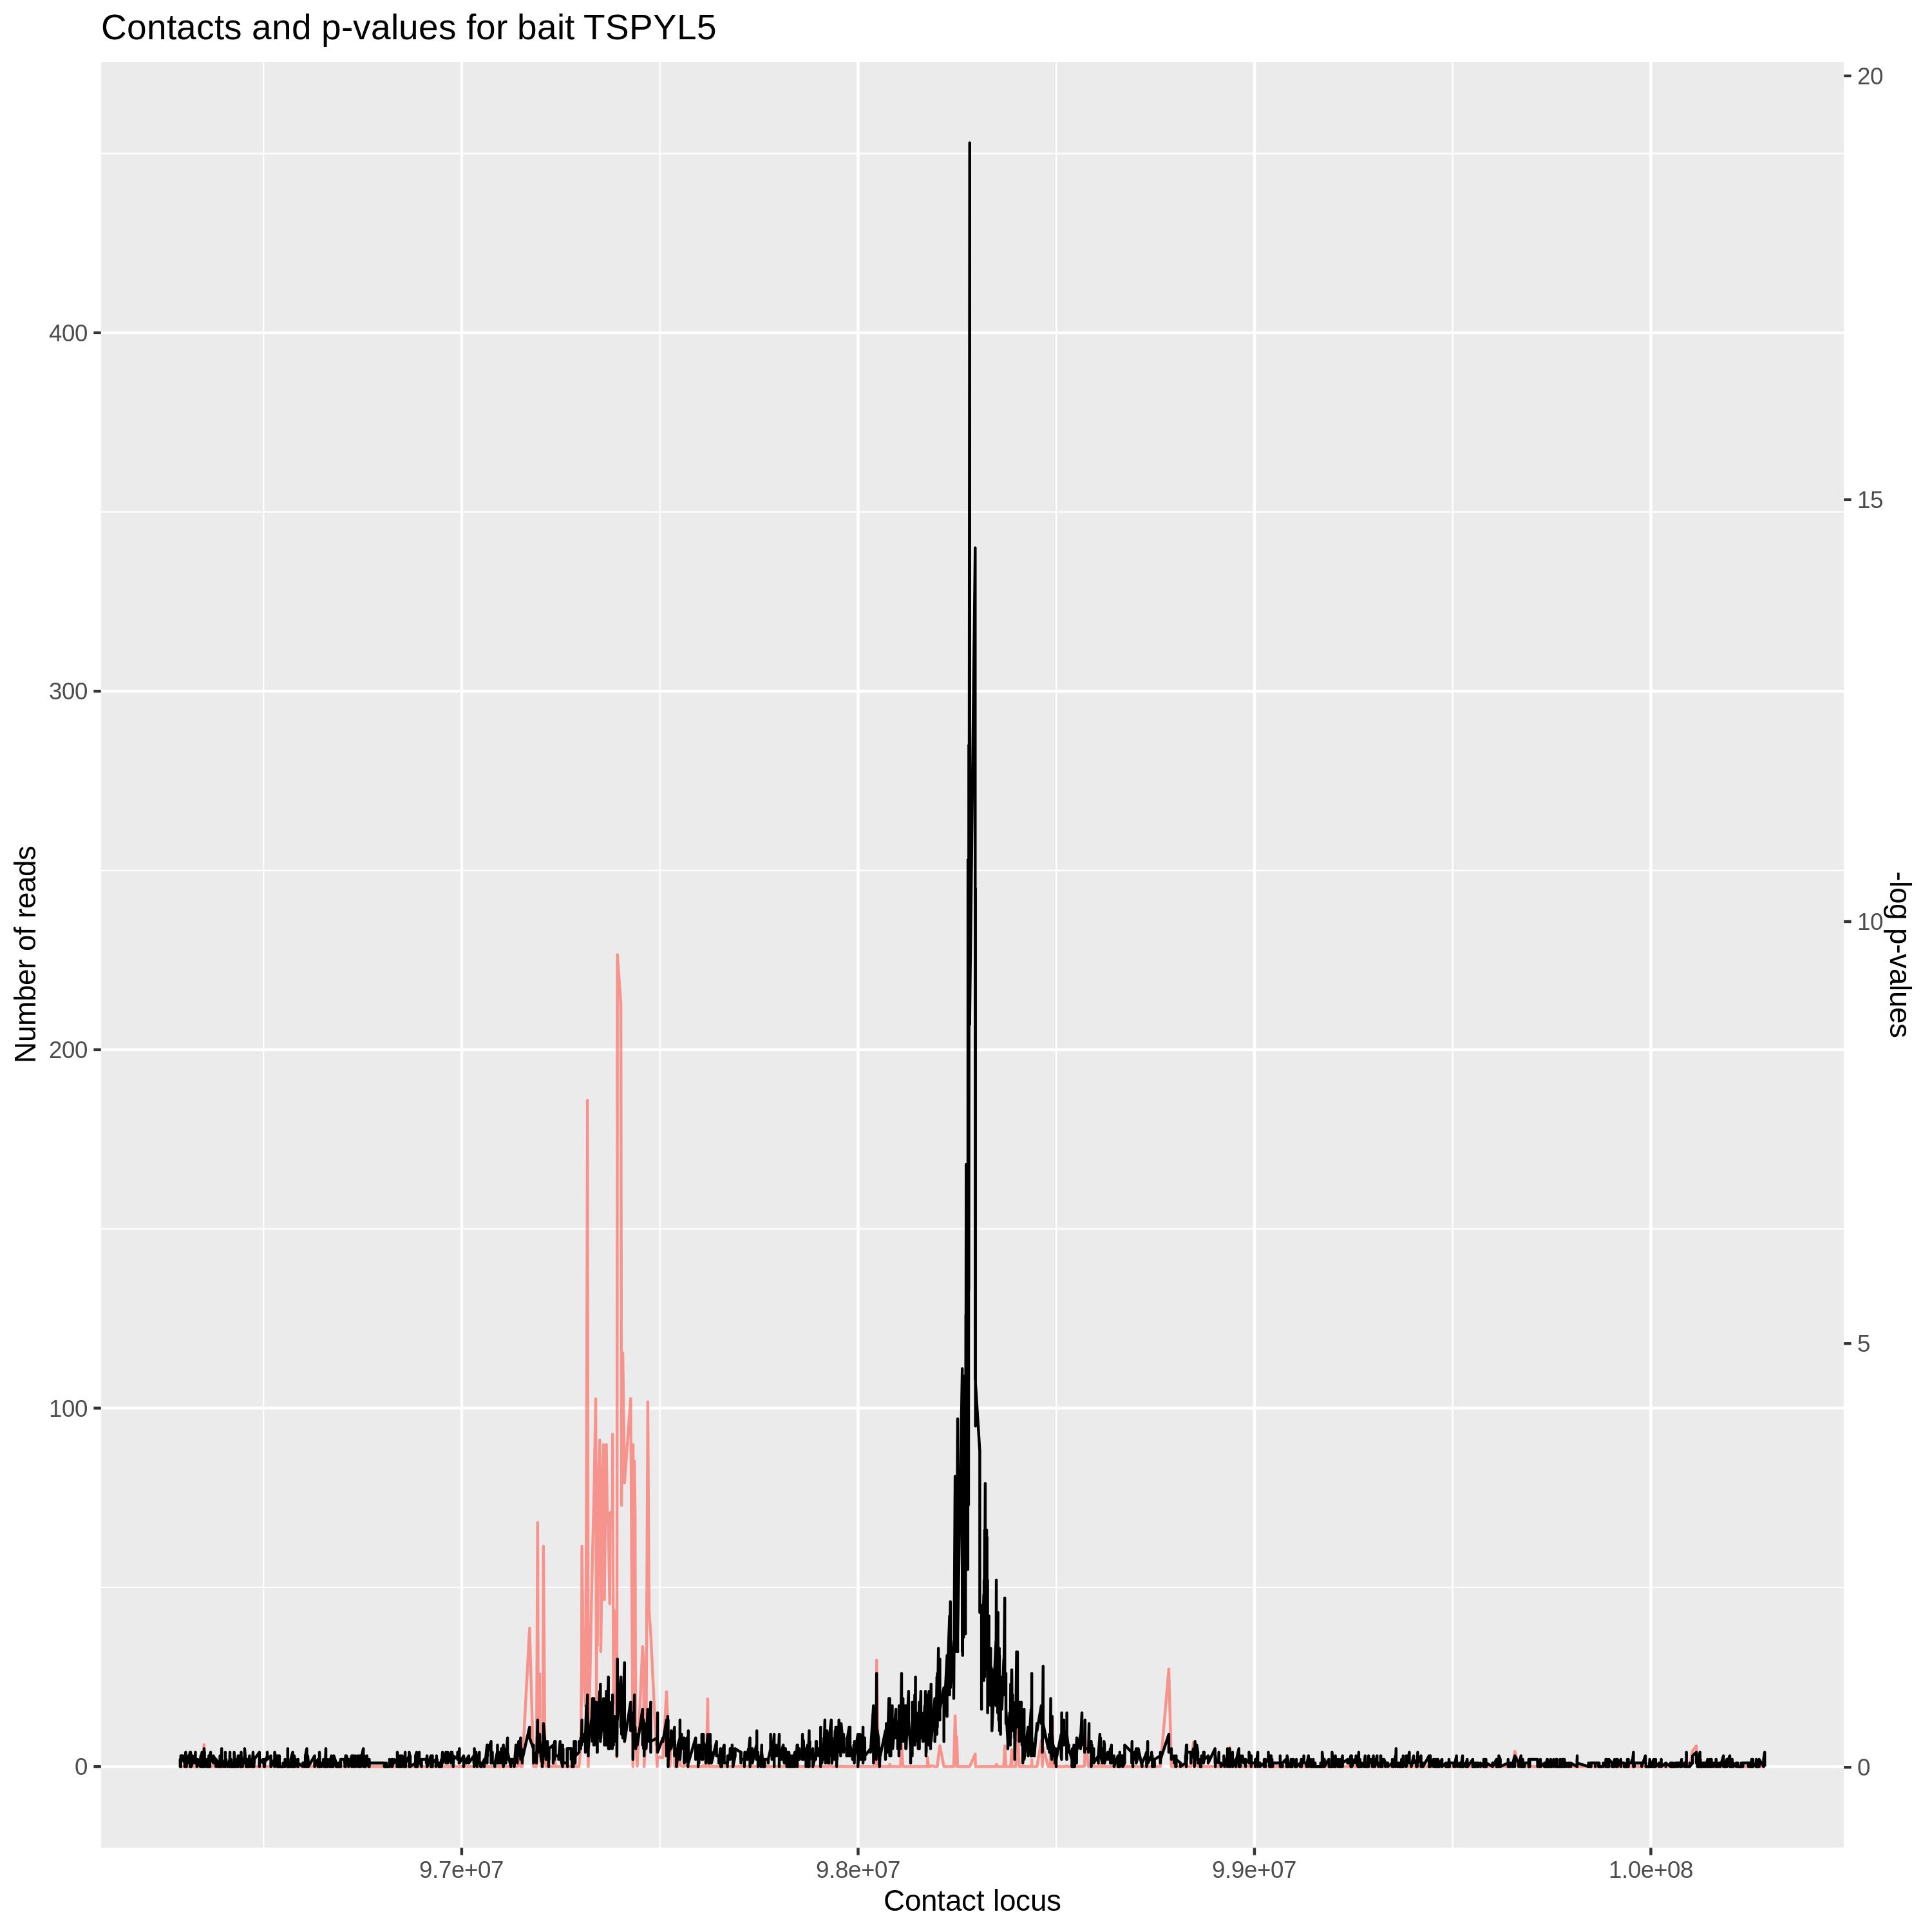 Contacts and p-values for bait TSPYL5
20
400
15
300
Number of reads
-log p-values
10
200
5
100
0
0
9.7e+07
9.8e+07
9.9e+07
1.0e+08
Contact locus